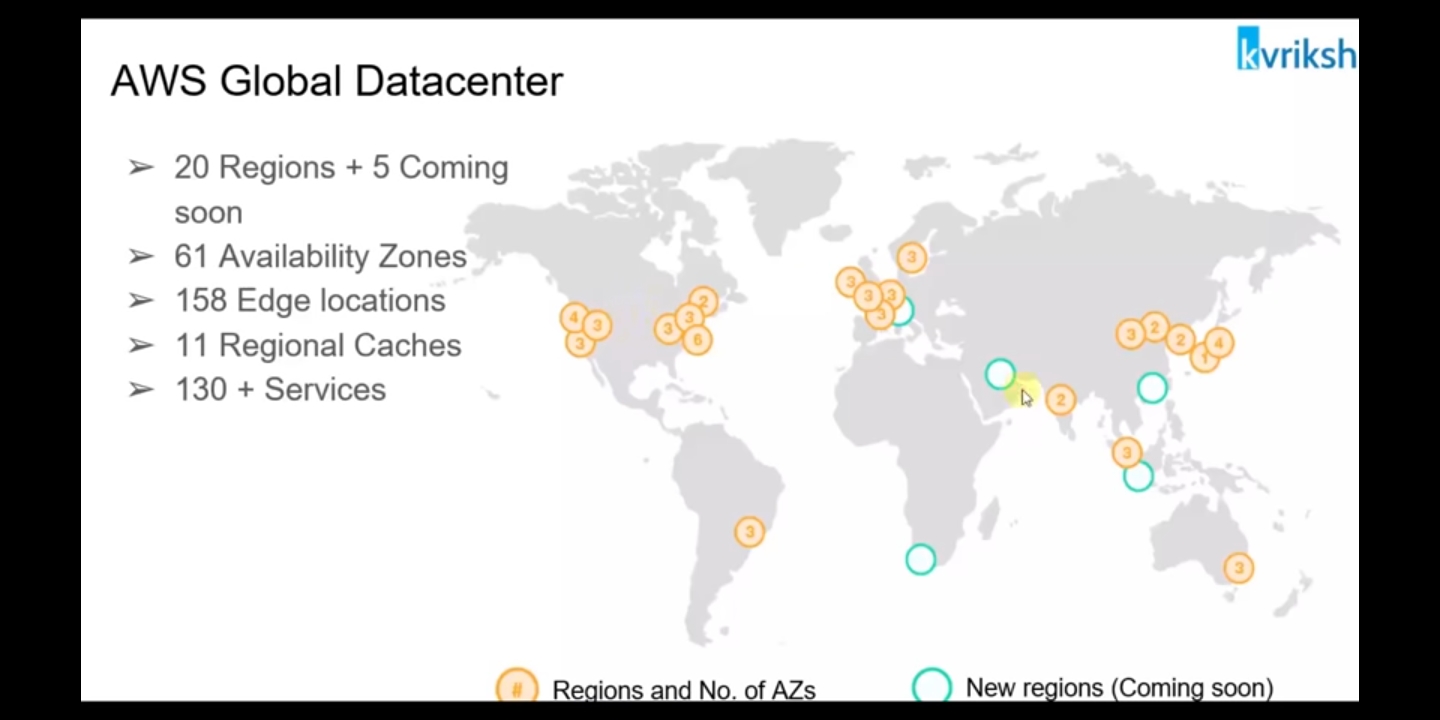 kvriksh
AWS Global Datacenter
➢ 20 Regions + 5 Coming
soon
➢ 61 Availability Zones
➢ 158 Edge locations
➢ 11 Regional Caches
➢ 130 + Services
4
3
3
3
3
2
6
3
3
3
3
3
3
2
2
4
1
2
3
3
3
# Regions and No. of AZs
New regions (Coming soon)